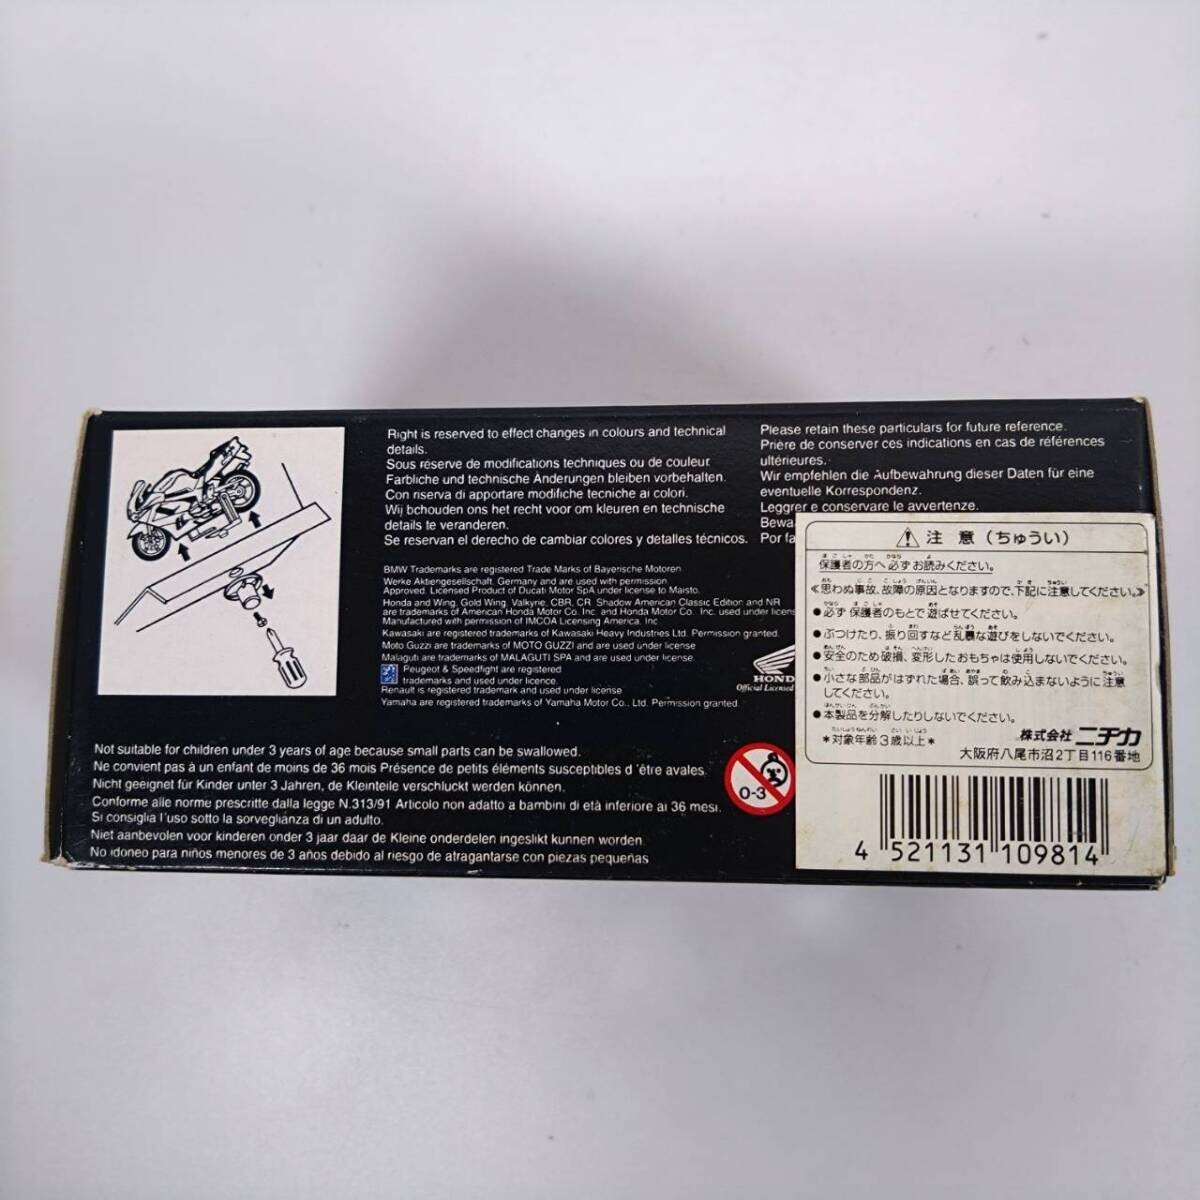 Right is reserved to effect changes in colours and technical
details.
Sous réserve de modifications techniques ou de couleur.
Farbliche und technische Änderungen bleiben vorbehalten.
Con riserva di apportare modifiche tecniche ai colori.
Wij bchouden ons het recht voor om kleuren en technische
details te veranderen.
Se reservan el derecho de cambiar colores y detalles técnicos.
Please retain these particulars for future reference.
Prière de conserver ces indications en cas de références
ultérieures.
Wir empfehlen die Aufbewahrung dieser Daten für eine
eventuelle Korrespondenz.
Leggrer e conservare le avvertenze.
Bewa
Por fa
BMW Trademarks are registered Trade Marks of Bayerische Motoren
Werke Aktiengesellschaft, Germany and are used with permission
Approved. Licensed Product of Ducati Motor SpA under license to Maisto.
Honda and Wing, Gold Wing, Valkyrie, CBR, CR, Shadow American Classic Edition and NR
are trademarks of American Honda Motor Co. Inc. and Honda Motor Co. Inc. used under licens
Manufactured with permission of IMCOA Licensing America, Inc.
Kawasaki are registered trademarks of Kawasaki Heavy Industries Ltd. Permission granted.
Moto Guzzi are trademarks of MOTO GUZZI and are used under license
Malaguti are trademarks of MALAGUTI SPA and are used under license
Peugeot & Speedfight are registered
trademarks and used under licence.
Renault is registered trademark and used under license
Yamaha are registered trademarks of Yamaha Motor Co., Ltd. Permission granted
HOND
Official Licensed
Not suitable for children under 3 years of age because small parts can be swallowed.
Ne convient pas à un enfant de moins de 36 mois Présence de petits éléments susceptibles d 'être avales.
Nicht geeignet für Kinder unter 3 Jahren, de Kleinteile verschluckt werden können.
Conforme alle norme prescritte dalla legge N.313/91 Articolo non adatto a bambini di età inferiore ai 36 mesi.
Si consiglia l'uso sotto la sorveglianza di un adulto.
Niet aanbevolen voor kinderen onder 3 jaar daar de Kleine onderdelen ingeslikt kunnen worden
No idoneo para niños menores de 3 años debido al riesgo de atragantarse con piezas pequeñas
0-3
注 意 (ちゅうい)
保護者の方へ必ずお読みください。
≪思わぬ事故、故障の原因となりますので、下記に注意してください。≫
●必ず保護者のもとで遊ばせてください。
●ぶつけたり、振り回すなど乱暴な遊びをしないでください。
●安全のため破損、変形したおもちゃは使用しないでください。
●小さな部品がはずれた場合、誤って飲み込まないように注意
してください。
●本製品を分解したりしないでください。
*対象年齢3歳以上*
株式会社 ニチカ
大阪府八尾市沼2丁目116番地
4 521131 109814